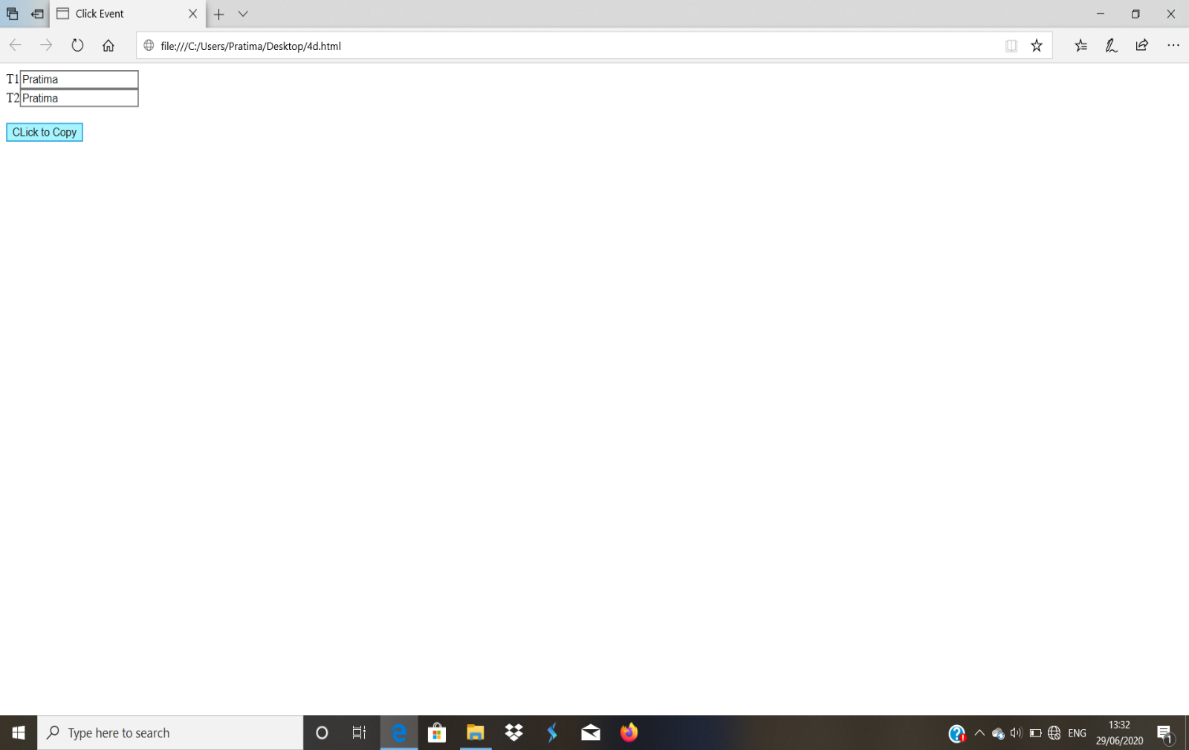 Click Event
file:///C:/Users/Pratima/Desktop/4d.html
T1 Pratima
T2 Pratima
CLick to Copy
Type here to search
ENG
13:32
29/06/2020
1